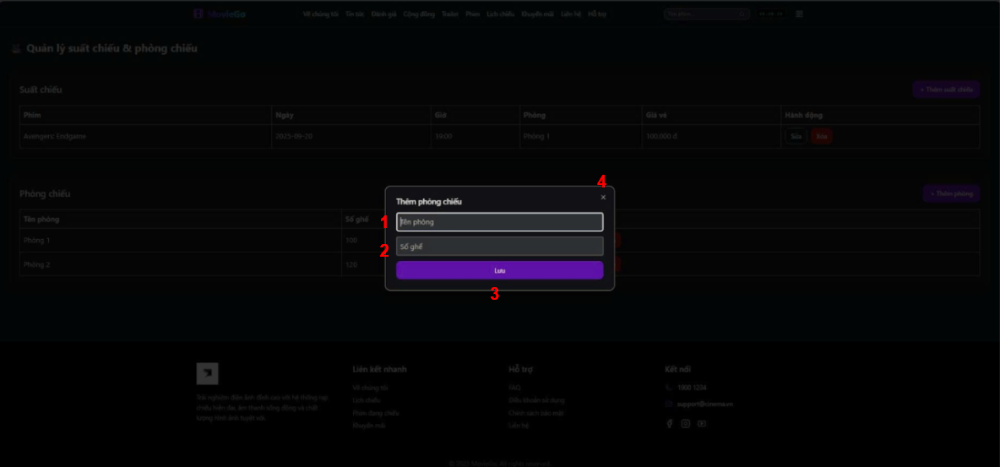 MovieGo
Về chúng tôi Tin tức Đánh giá Cộng đồng Trailer Phim Lịch chiếu Khuyến mãi Liên hệ Hỗ trợ
Quản lý suất chiếu & phòng chiếu
Suất chiếu
+ Thêm suất chiếu
Phim Ngày Giờ Phòng Giá vé Hành động
Avengers: Endgame 2025-09-20 19:00 Phòng 1 100,000 đ Sửa Xóa
Phòng chiếu
+ Thêm phòng
Tên phòng Số ghế
Phòng 1 100
Phòng 2 120
4
×
Thêm phòng chiếu
1 Tên phòng
2 Số ghế
Lưu
3
Liên kết nhanh
Về chúng tôi
Lịch chiếu
Phim đang chiếu
Khuyến mãi
Hỗ trợ
FAQ
Điều khoản sử dụng
Chính sách bảo mật
Liên hệ
Kết nối
1900 1234
support@cinema.vn
Trải nghiệm điện ảnh đỉnh cao với hệ thống rạp
chiếu hiện đại, âm thanh sống động và chất
lượng hình ảnh tuyệt vời.
MovieGo. All rights reserved.